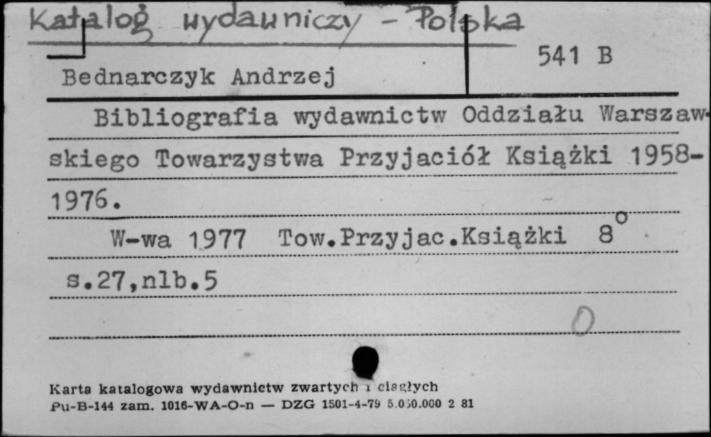 Katalog wydawniczy - Polska
541 B
Bednarczyk Andrzej
Bibliografia wydawnictw Oddziału Warszaw-
skiego Towarzystwa Przyjaciół Książki 1958-
1976.
W-wa 1977 Tow.Przyjac.Książki 8°
s.27,nlb.5
0
Karta katalogowa wydawnictw zwartych i ciągłych
Pu-B-144 zam. 1016-WA-O-n — DZG 1501-4-79 5.050.000 2 81